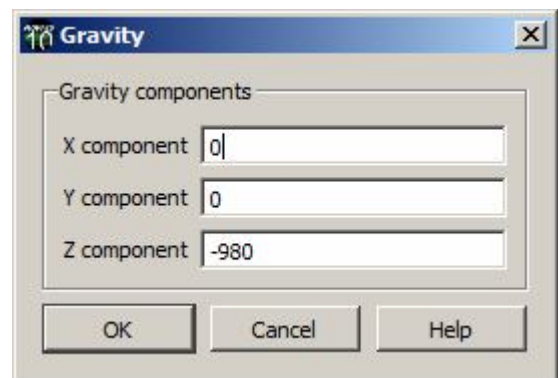 Gravity
Gravity components
X component 0
Y component 0
Z component -980
OK Cancel Help